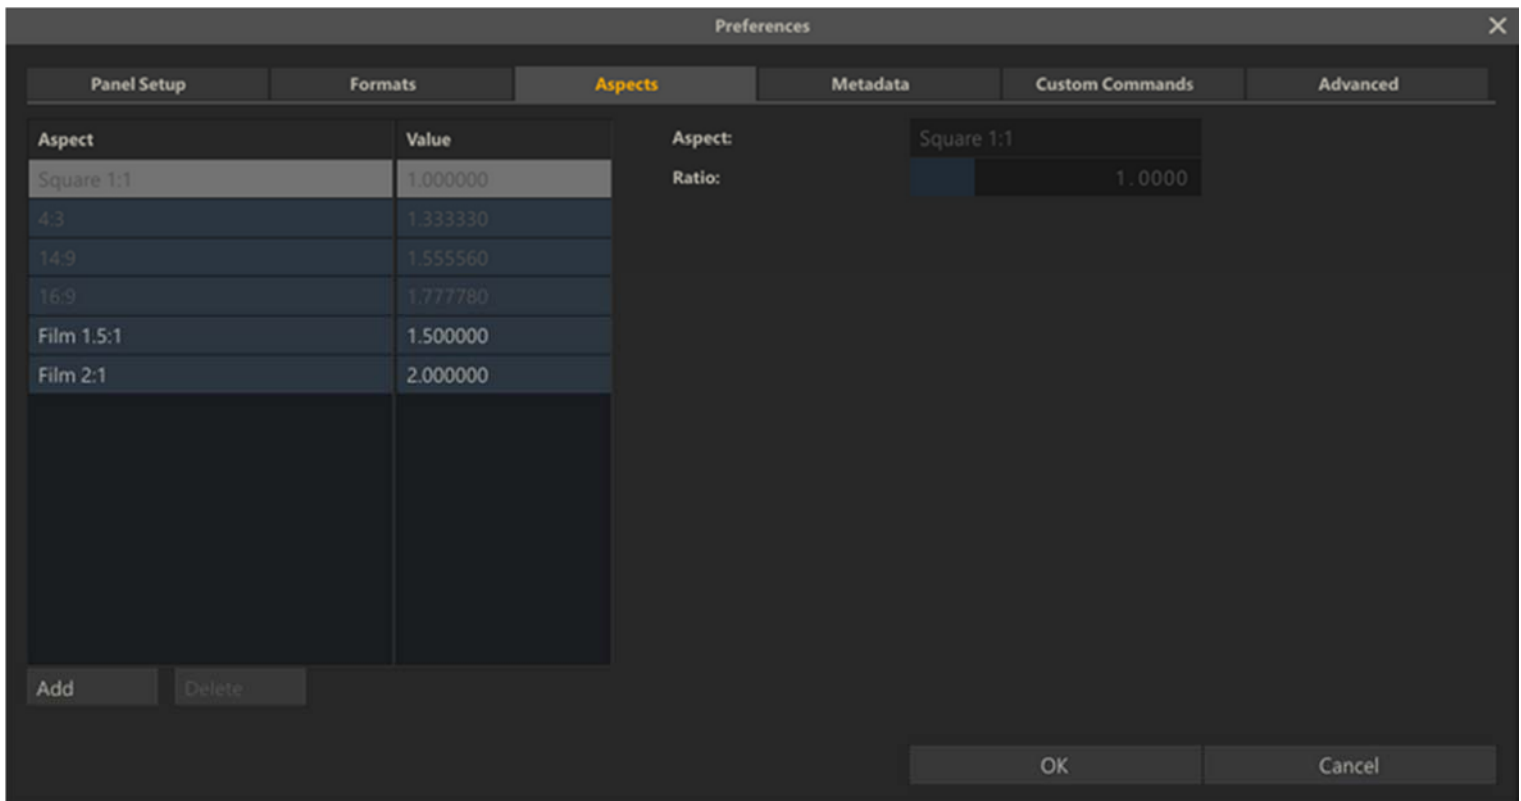 Preferences
Panel Setup Formats Aspects Metadata Custom Commands Advanced
Aspect Value
Square 1:1 1.000000
4:3 1.333330
14:9 1.555560
16:9 1.777780
Film 1.5:1 1.500000
Film 2:1 2.000000
Add Delete
Aspect: Square 1:1
Ratio: 1.0000
OK Cancel